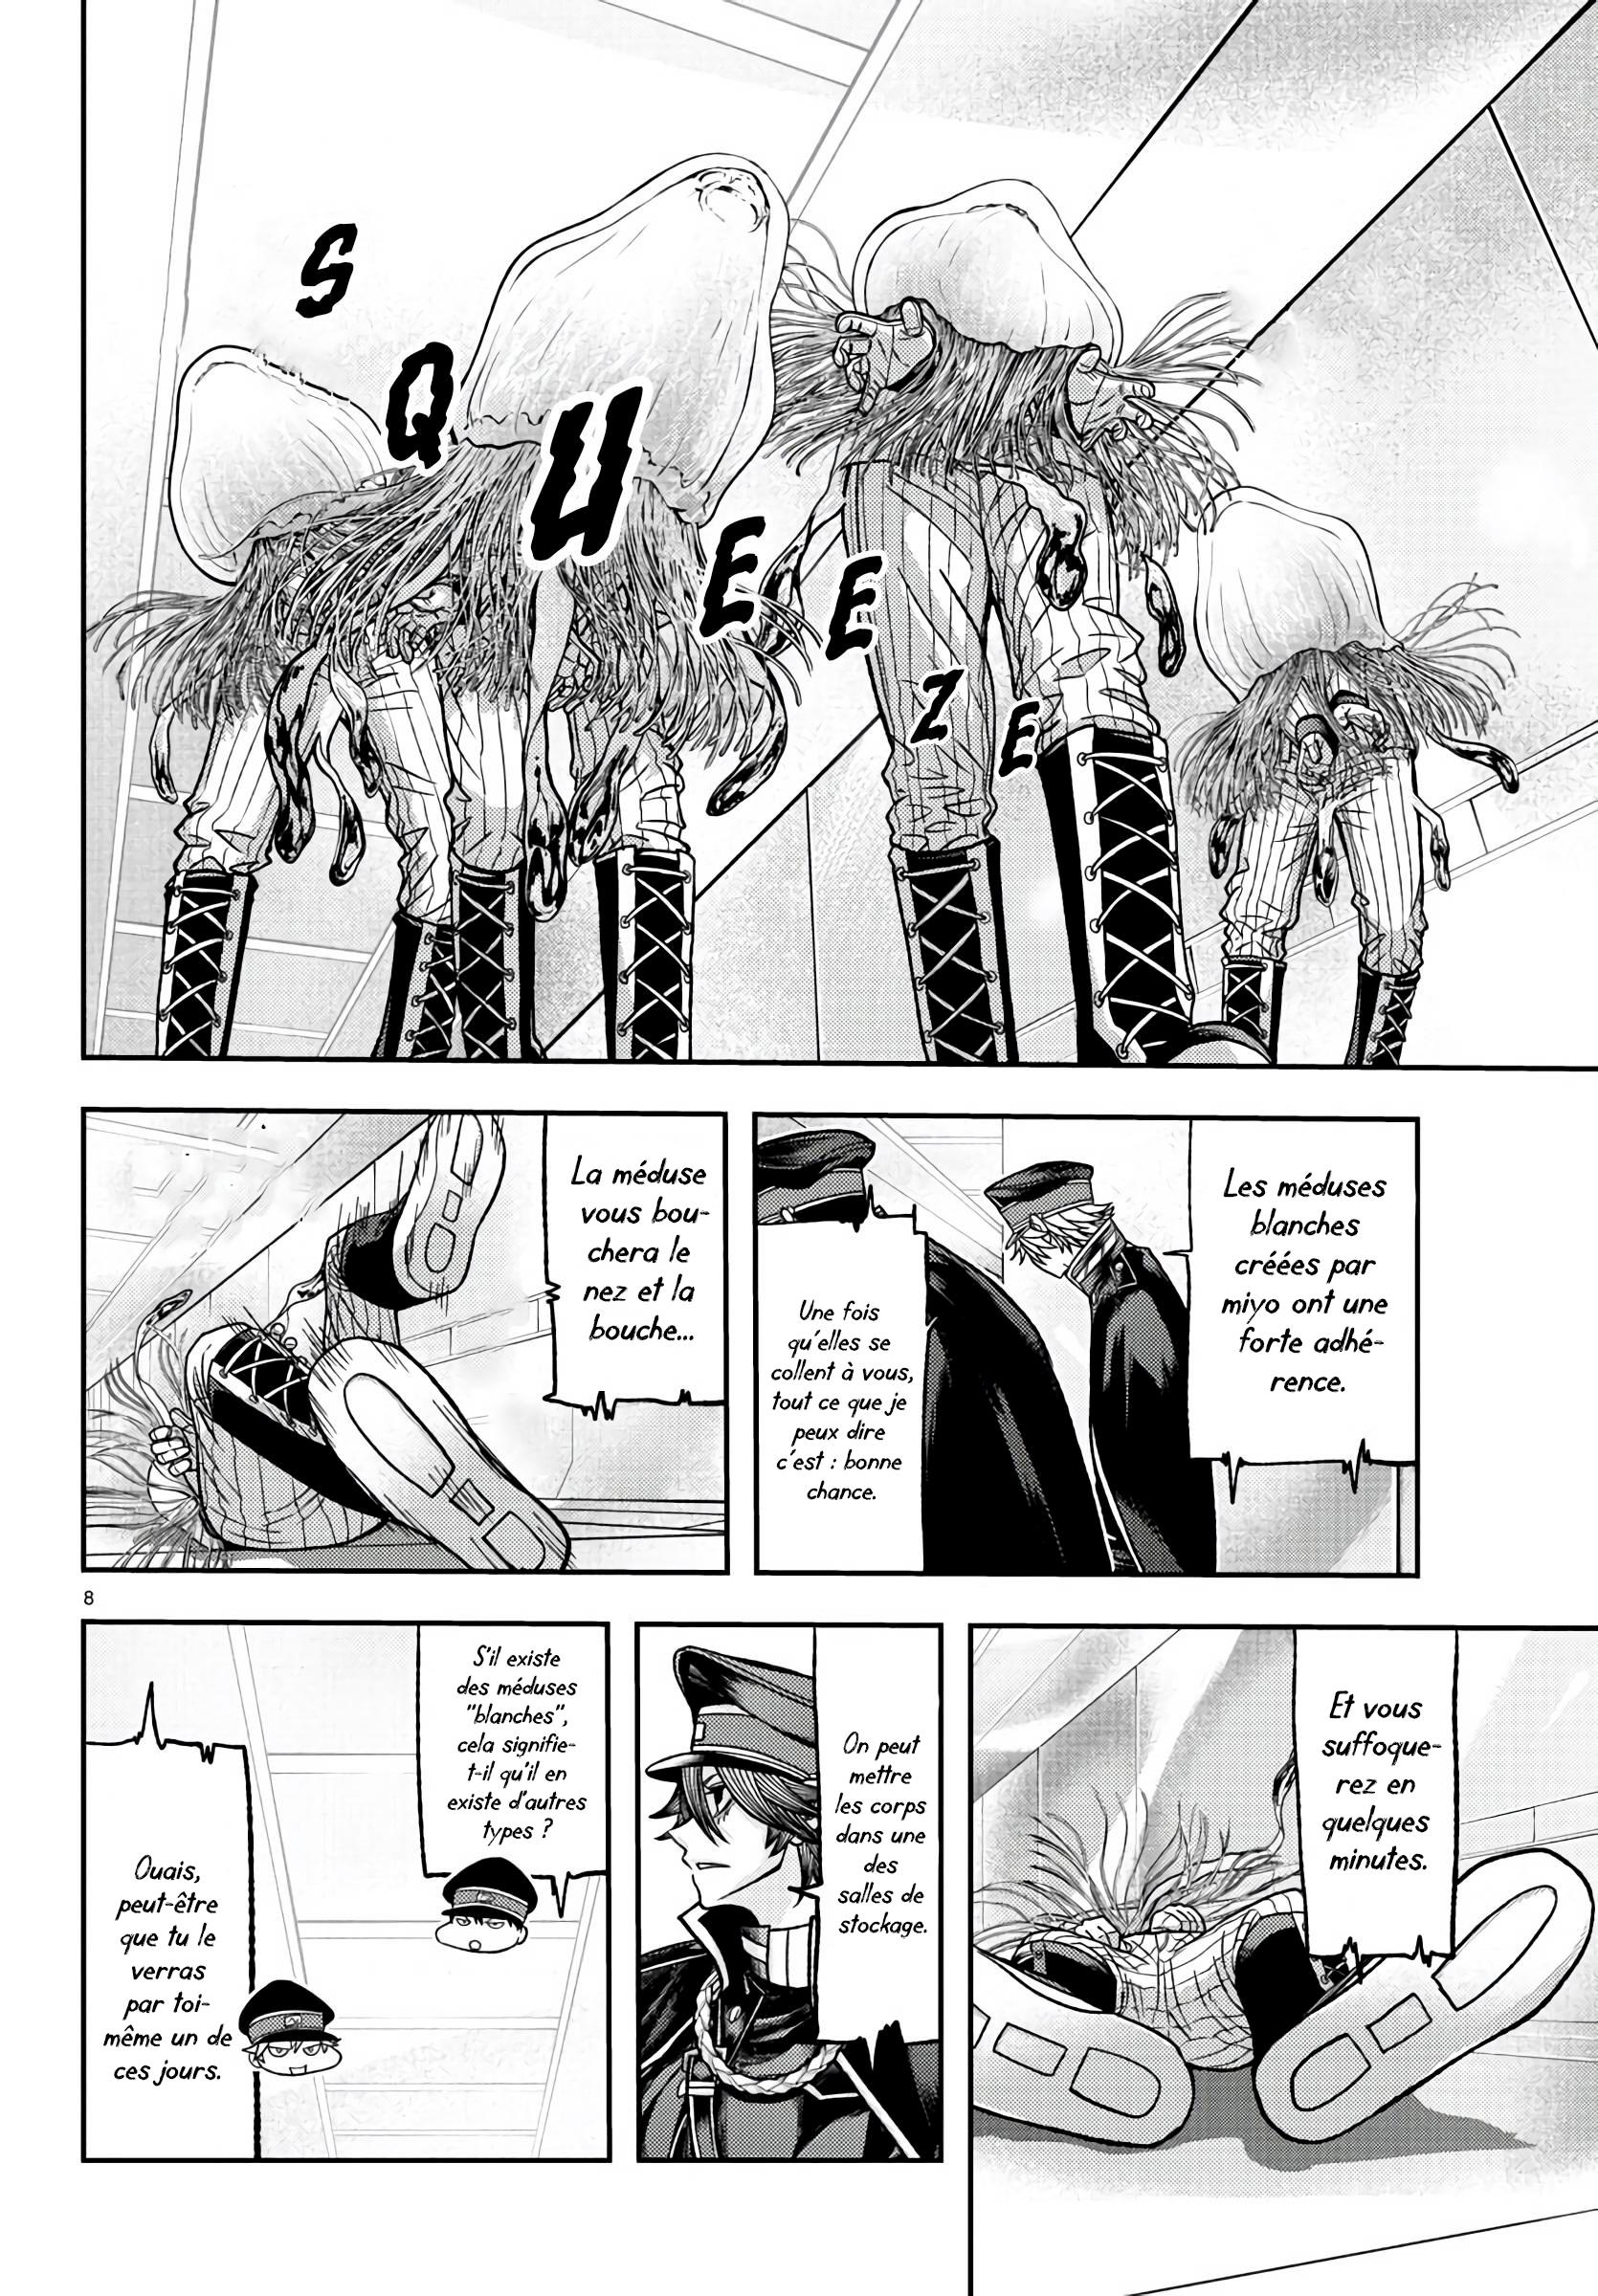 SQUEEEZE
Les méduses
blanches
créées par
miyo ont une
forte adhé-
rence.
Une fois
qu'elles se
collent à vous,
tout ce que je
peux dire
c'est : bonne
chance.
La méduse
vous bou-
chera le
nez et la
bouche...
8
Et vous
suffoque-
rez en
quelques
minutes.
On peut
mettre
les corps
dans une
des
salles de
stockage.
S'il existe
des méduses
"blanches",
cela signifie-
t-il qu'il en
existe d'autres
types ?
Ouais,
peut-être
que tu le
verras
par toi-
même un de
ces jours.